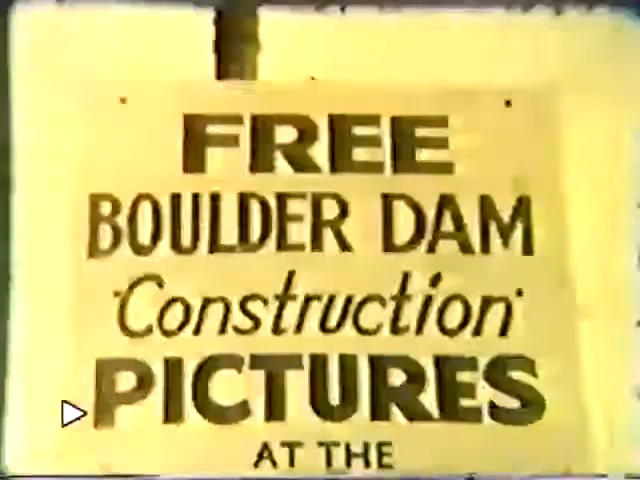 FREE
BOULDER DAM
Construction
PICTURES
AT THE